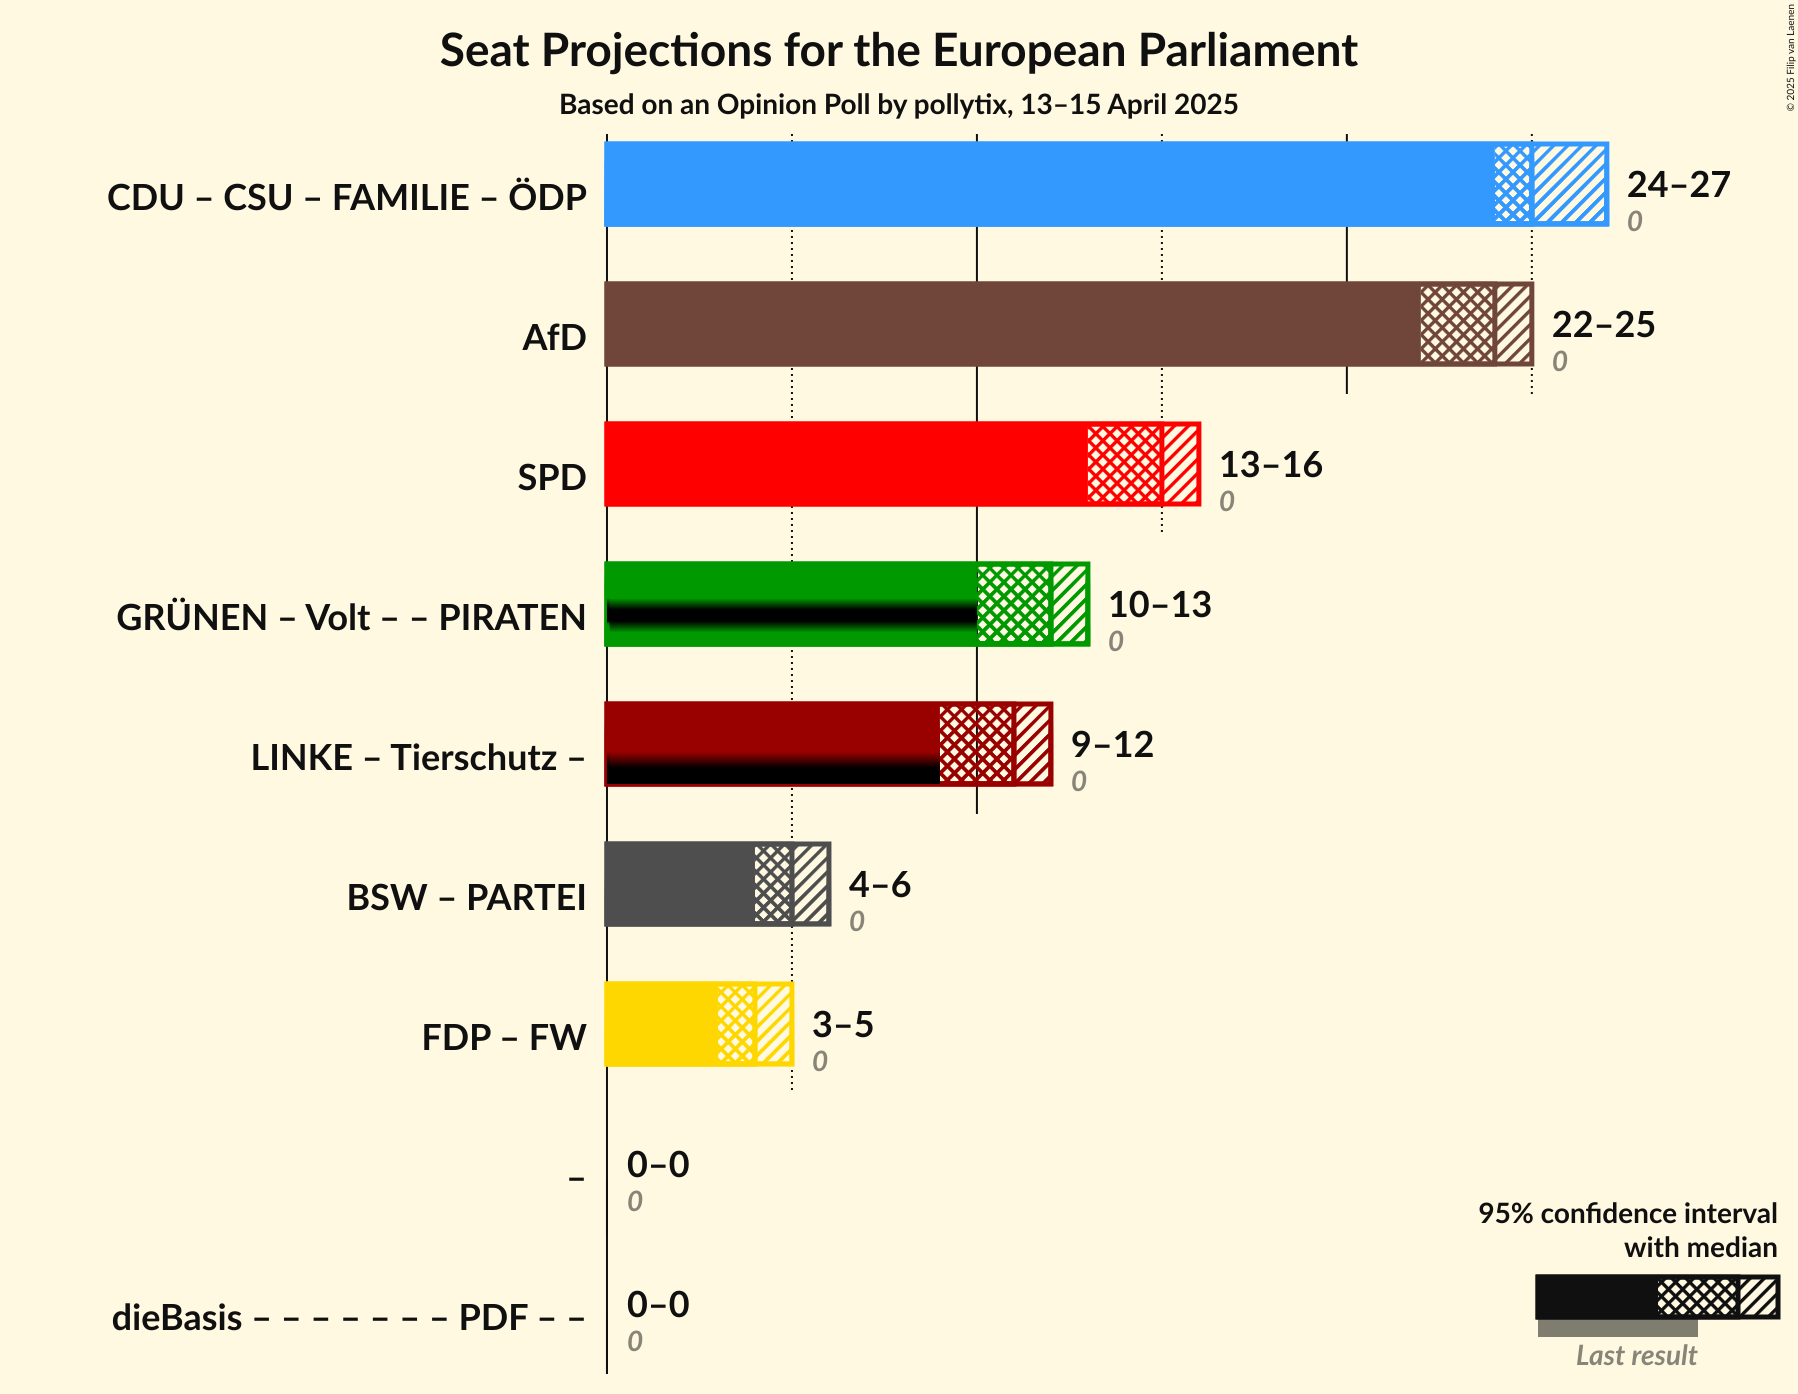 Seat Projections for the European Parliament
Based on an Opinion Poll by pollytix, 13–15 April 2025
© 2025 Filip van Laenen
CDU – CSU – FAMILIE – ÖDP
24–27
0
AfD
22–25
0
SPD
13–16
0
GRÜNEN – Volt – – PIRATEN
10–13
0
LINKE – Tierschutz –
9–12
0
BSW – PARTEI
4–6
0
FDP – FW
3–5
0
–
0–0
0
dieBasis – – – – – – – PDF – –
0–0
0
95% confidence interval
with median
Last result